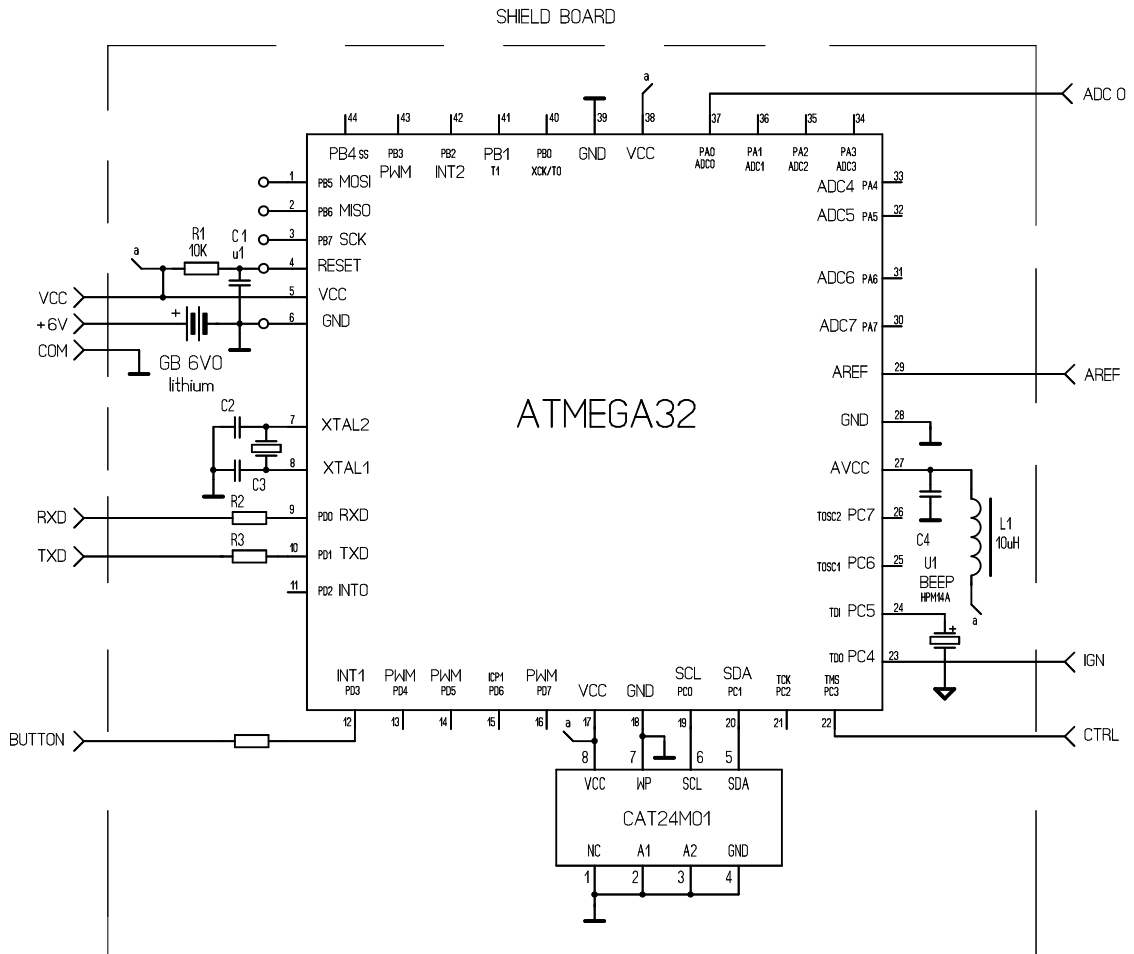 SHIELD BOARD
a
ADC 0
44 43 42 41 40 39 38 37 36 35 34
PB4 SS PB3 PWM PB2 INT2 PB1 T1 PB0 XCK/T0 GND VCC PA0 ADC0 PA1 ADC1 PA2 ADC2 PA3 ADC3
1 PB5 MOSI
ADC4 PA4 33
2 PB6 MISO
ADC5 PA5 32
3 PB7 SCK
R1 10K
C1 u1
a
4 RESET
ADC6 PA6 31
VCC
5 VCC
+6V
+
6 GND
ADC7 PA7 30
COM
GB 6V0
lithium
AREF 29
AREF
ATMEGA32
C2
7 XTAL2
GND 28
8 XTAL1
C3
AVCC 27
RXD
R2
9 PD0 RXD
TOSC2 PC7 26
C4
L1
10uH
TXD
R3
10 PD1 TXD
TOSC1 PC6 25
U1
BEEP
HPM14A
11 PD2 INT0
TDI PC5 24
a
+
TDO PC4 23
IGN
INT1 PD3 PWM PD4 PWM PD5 ICP1 PD6 PWM PD7 VCC GND SCL PC0 SDA PC1 TCK PC2 TMS PC3
12 13 14 15 16 17 18 19 20 21 22
BUTTON
a
CTRL
8 7 6 5
VCC WP SCL SDA
CAT24M01
NC A1 A2 GND
1 2 3 4